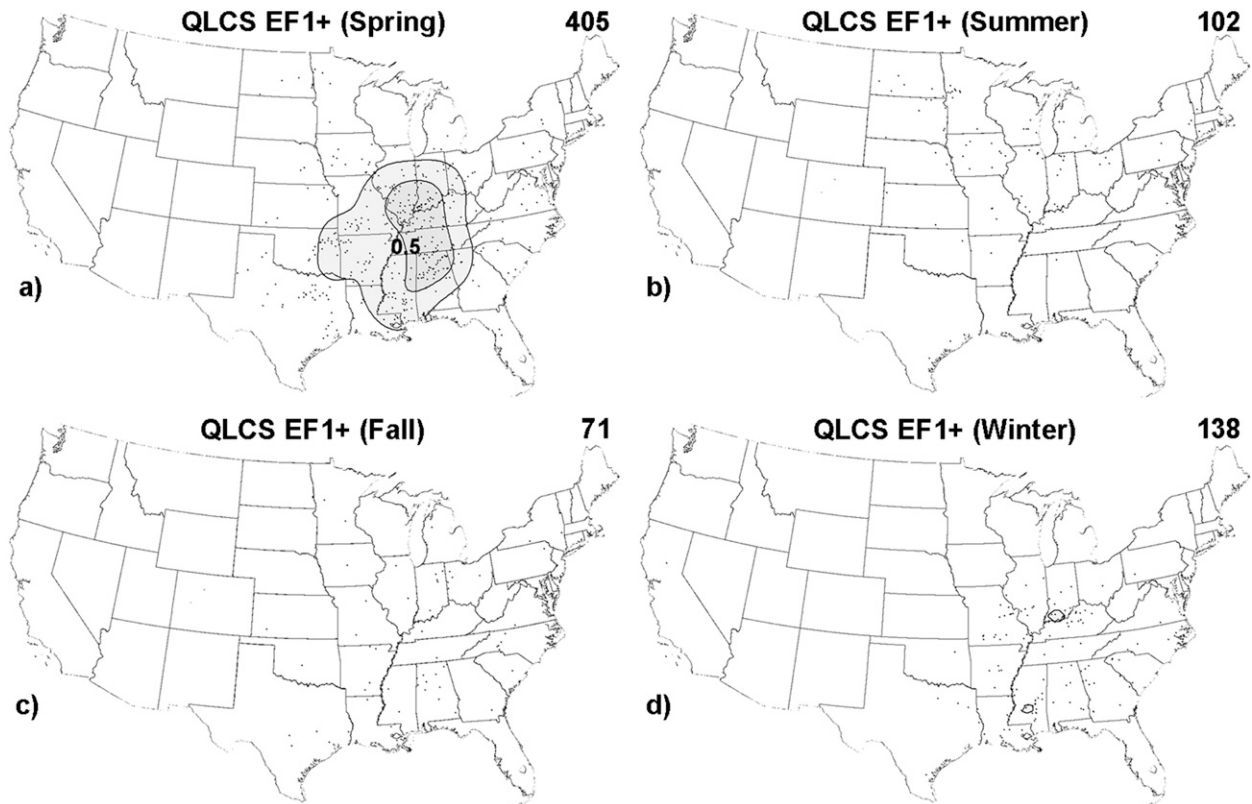 QLCS EF1+ (Spring) 405
QLCS EF1+ (Summer) 102
0.5
a)
b)
QLCS EF1+ (Fall) 71
QLCS EF1+ (Winter) 138
c)
d)